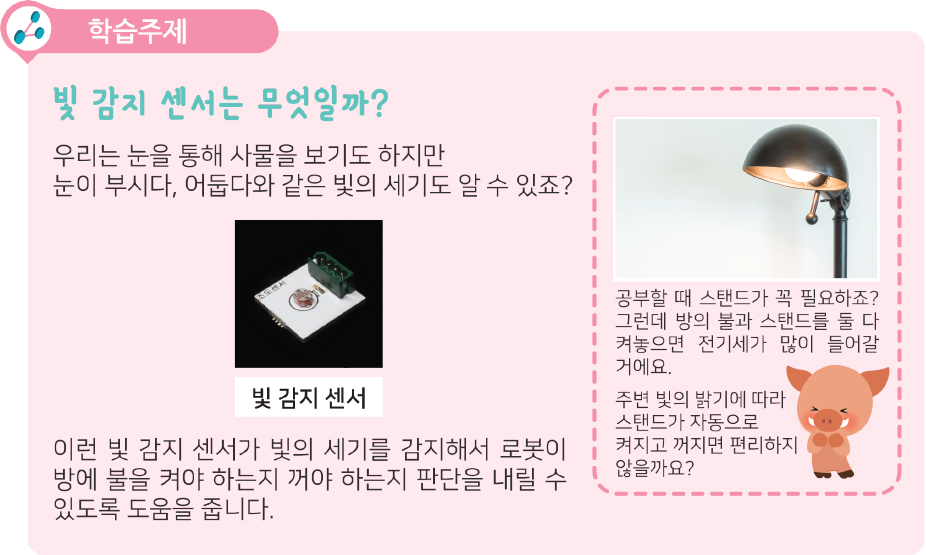 학습주제
빛 감지 센서는 무엇일까?
우리는 눈을 통해 사물을 보기도 하지만
눈이 부시다, 어둡다와 같은 빛의 세기도 알 수 있죠?
조도센서
빛 감지 센서
이런 빛 감지 센서가 빛의 세기를 감지해서 로봇이
방에 불을 켜야 하는지 꺼야 하는지 판단을 내릴 수
있도록 도움을 줍니다.
공부할 때 스탠드가 꼭 필요하죠?
그런데 방의 불과 스탠드를 둘 다
켜놓으면 전기세가 많이 들어갈
거에요.
주변 빛의 밝기에 따라
스탠드가 자동으로
켜지고 꺼지면 편리하지
않을까요?